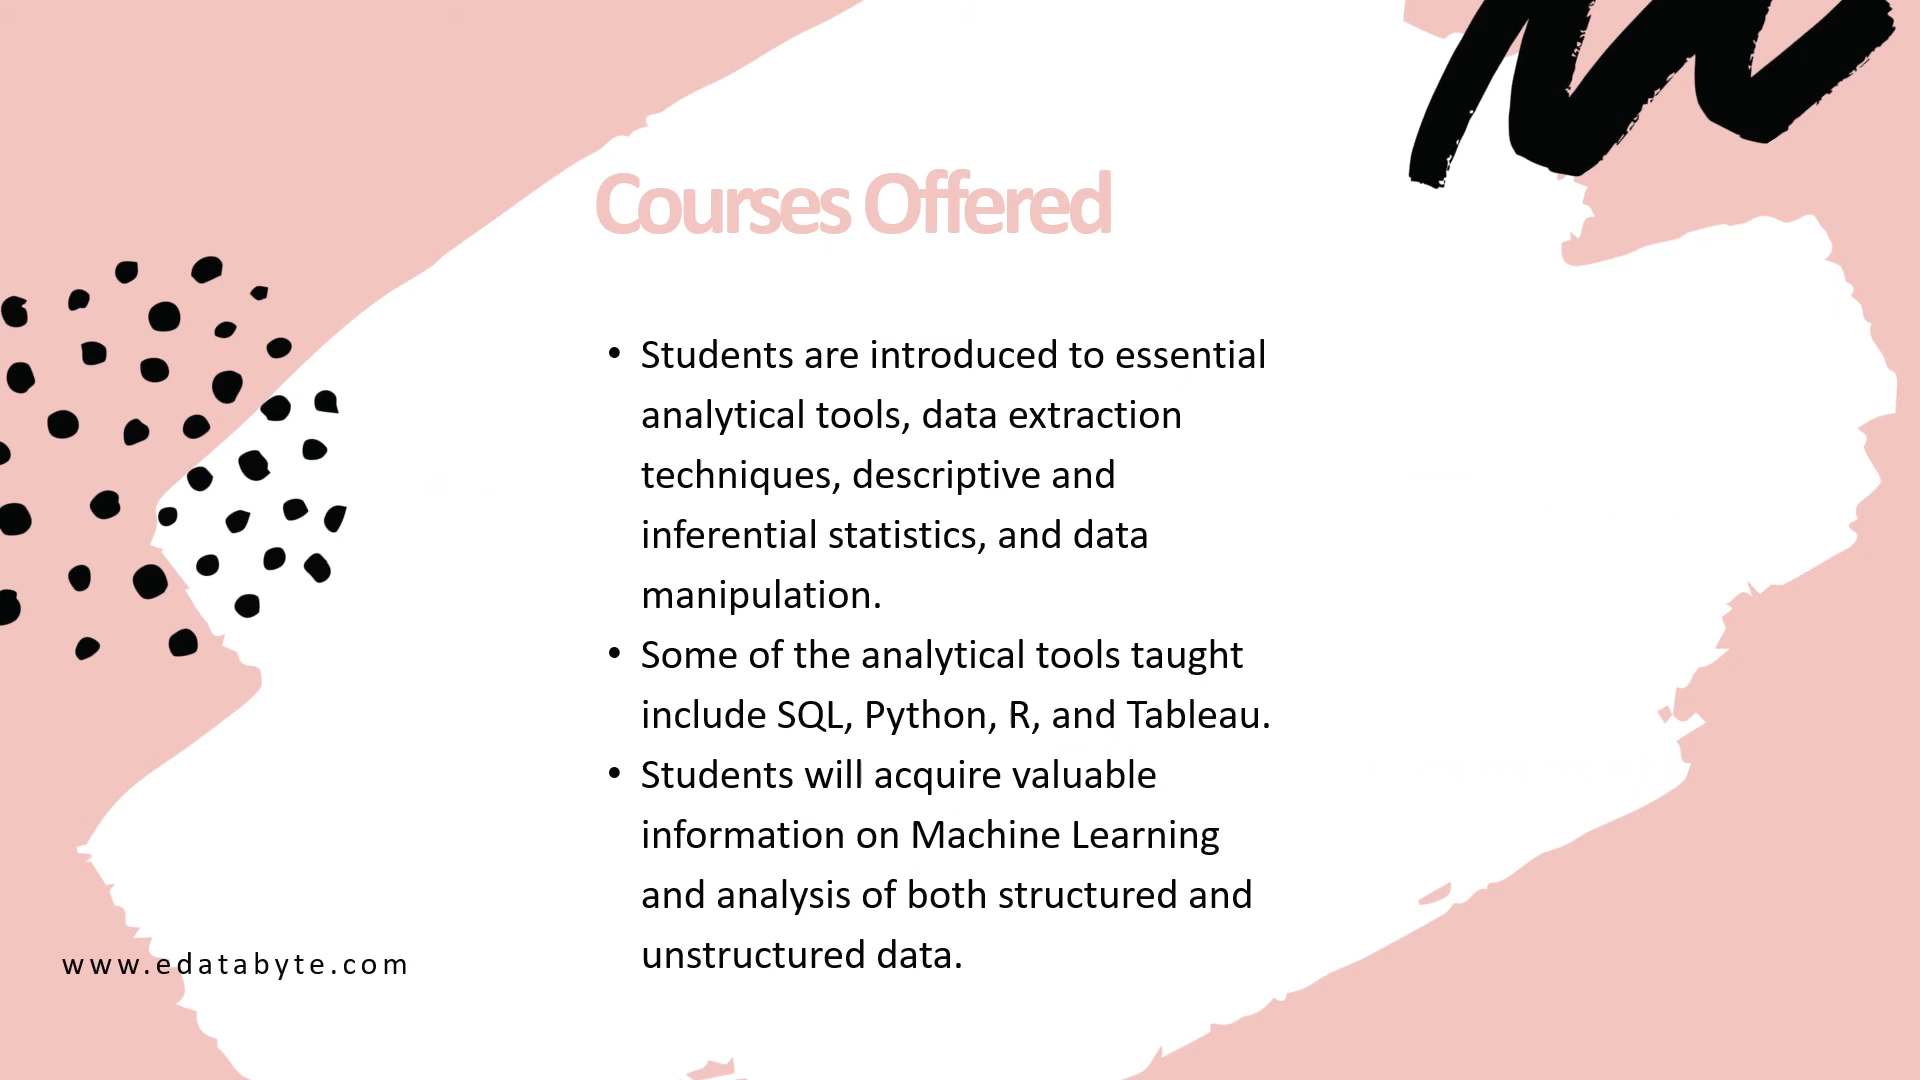 Courses Offered
• Students are introduced to essential
analytical tools, data extraction
techniques, descriptive and
inferential statistics, and data
manipulation.
• Some of the analytical tools taught
include SQL, Python, R, and Tableau.
• Students will acquire valuable
information on Machine Learning
and analysis of both structured and
unstructured data.
www.edatabyte.com